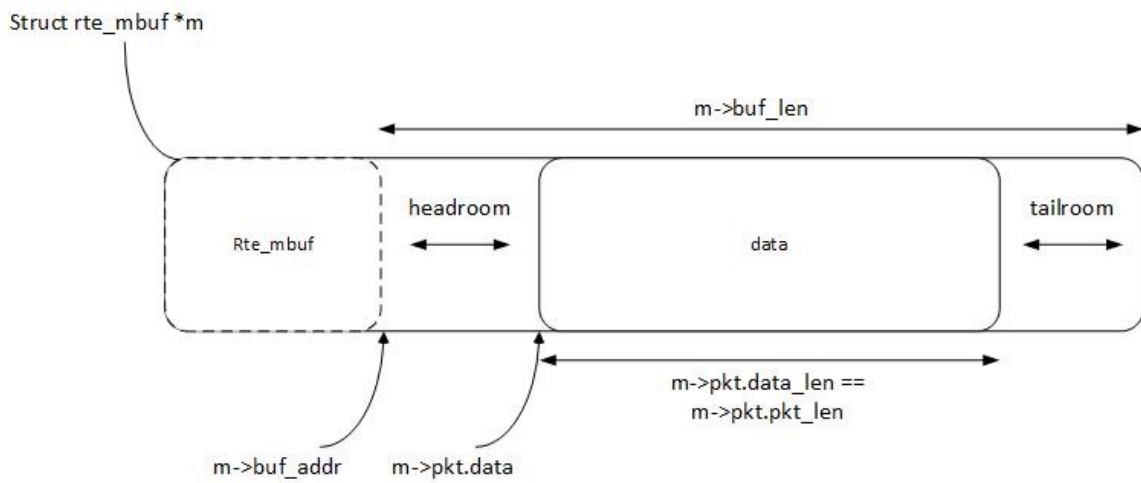 Struct rte_mbuf *m
m->buf_len
headroom
tailroom
Rte_mbuf
data
m->pkt.data_len ==
m->pkt.pkt_len
m->buf_addr
m->pkt.data